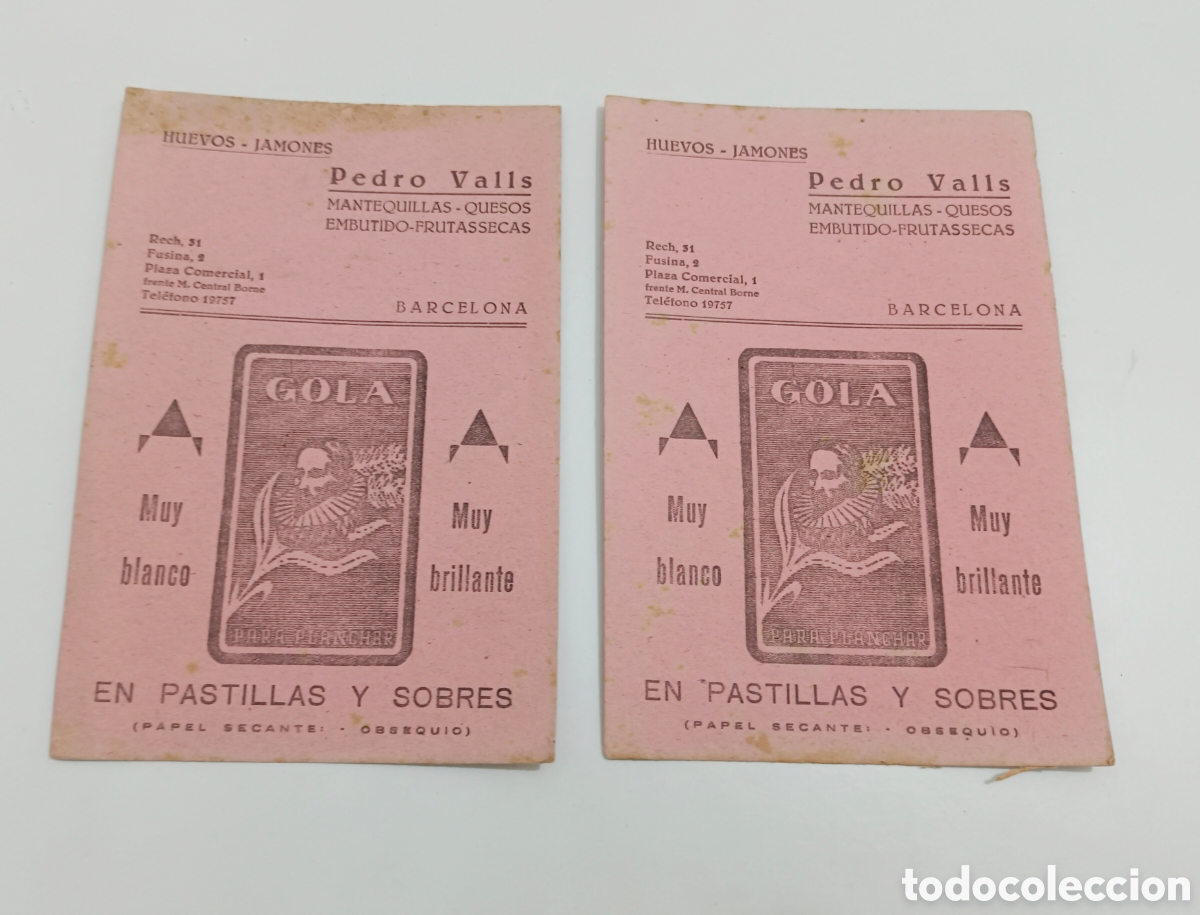 HUEVOS - JAMONES
Pedro Valls
MANTEQUILLAS - QUESOS
EMBUTIDO-FRUTASSECAS
Rech, 31
Fusina, 2
Plaza Comercial, 1
frente M. Central Borne
Teléfono 19757
BARCELONA
GOLA
Muy
blanco
Muy
brillante
PARA PLANCHAR
EN PASTILLAS Y SOBRES
(PAPEL SECANTE: - OBSEQUIO)
HUEVOS - JAMONES
Pedro Valls
MANTEQUILLAS - QUESOS
EMBUTIDO-FRUTASSECAS
Rech, 31
Fusina, 2
Plaza Comercial, 1
frente M. Central Borne
Teléfono 19757
BARCELONA
GOLA
Muy
blanco
Muy
brillante
PARA PLANCHAR
EN PASTILLAS Y SOBRES
(PAPEL SECANTE: - OBSEQUIO)
todocoleccion